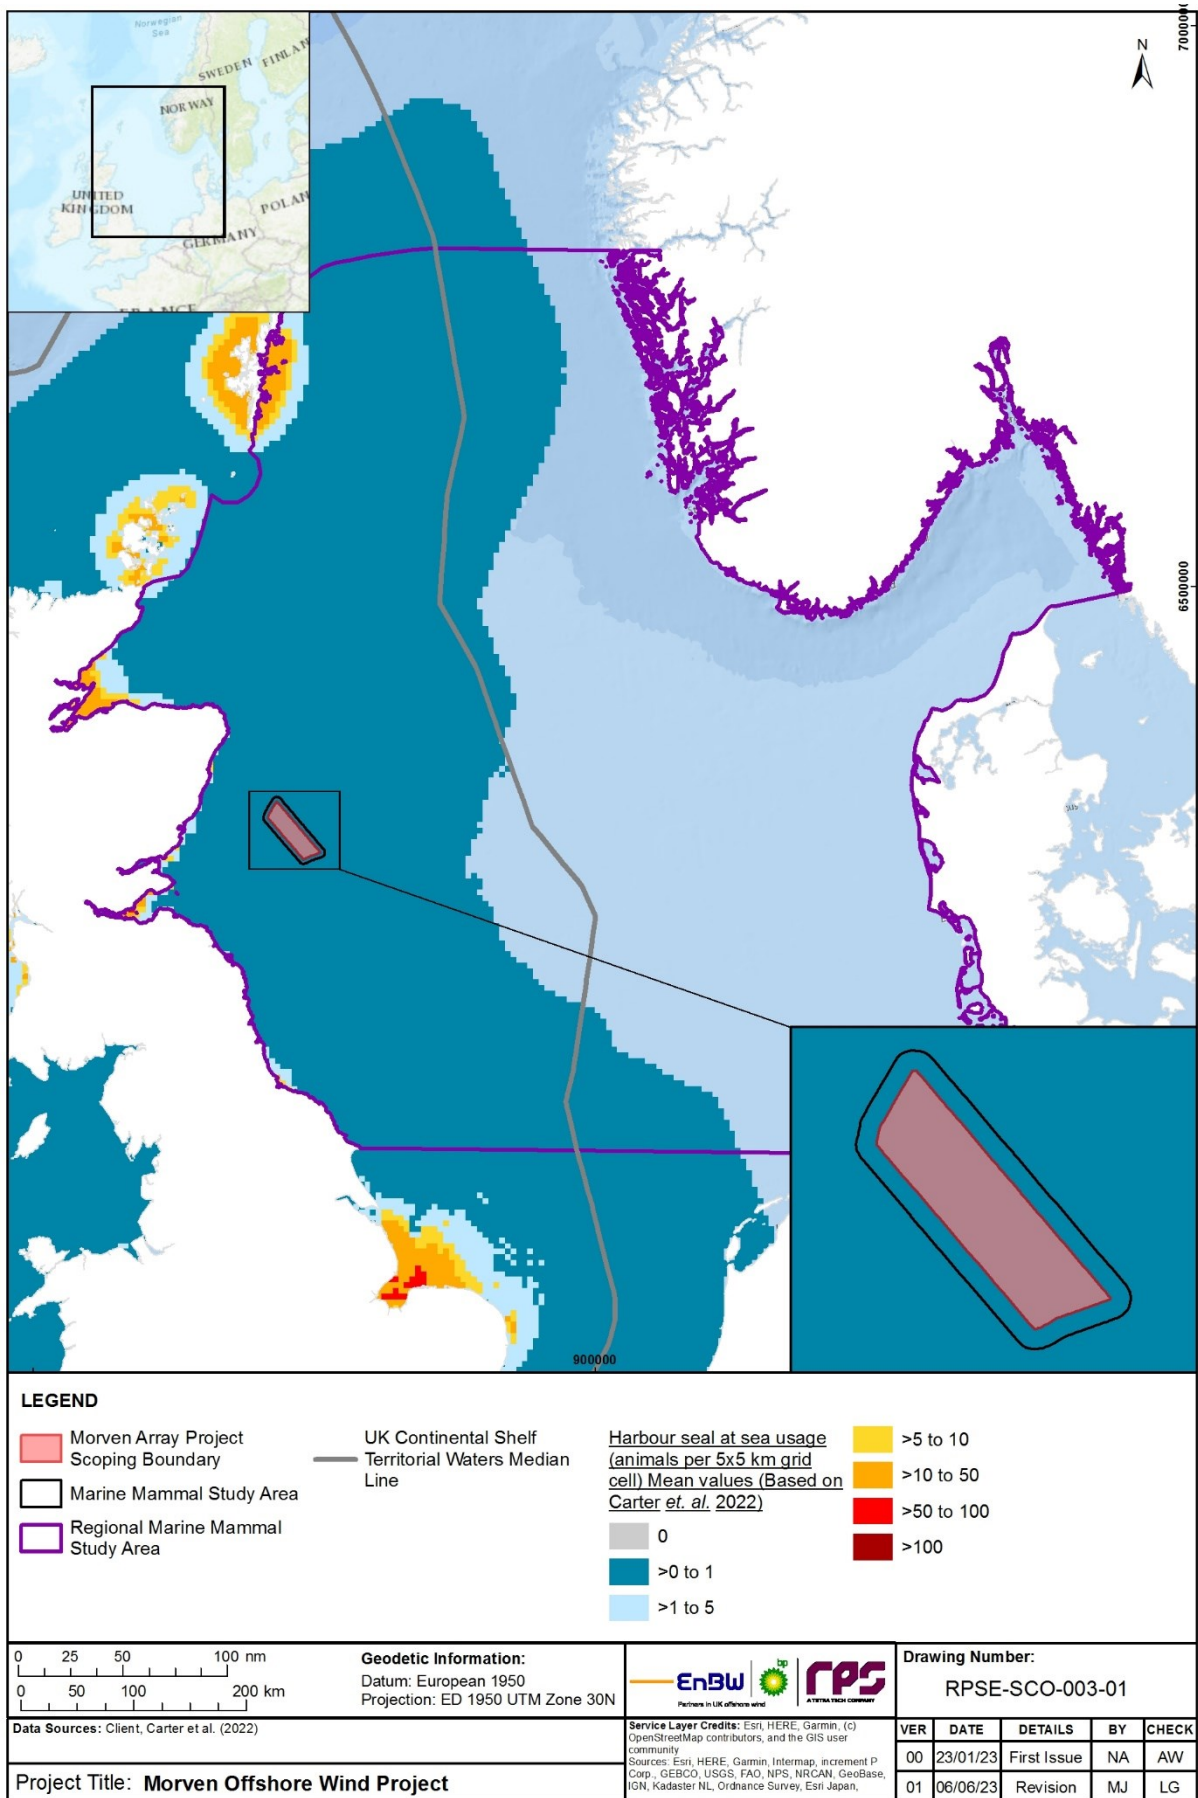 Norwegian
Sea
SWEDEN
FINLAN
NORWAY
UNITED
KINGDOM
POLAN
GERMANY
FRANCE
N
7000000
6500000
900000
LEGEND
Morven Array Project
Scoping Boundary
Marine Mammal Study Area
Regional Marine Mammal
Study Area
UK Continental Shelf
Territorial Waters Median
Line
Harbour seal at sea usage
(animals per 5x5 km grid
cell) Mean values (Based on
Carter et. al. 2022)
0
>0 to 1
>1 to 5
>5 to 10
>10 to 50
>50 to 100
>100
0 25 50 100 nm
0 50 100 200 km
Geodetic Information:
Datum: European 1950
Projection: ED 1950 UTM Zone 30N
EnBW bp rps
Partners in UK offshore wind
A TETRA TECH COMPANY
Drawing Number:
RPSE-SCO-003-01
Data Sources: Client, Carter et al. (2022)
Service Layer Credits: Esri, HERE, Garmin, (c)
OpenStreetMap contributors, and the GIS user
community
Sources: Esri, HERE, Garmin, Intermap, increment P
Corp., GEBCO, USGS, FAO, NPS, NRCAN, GeoBase,
IGN, Kadaster NL, Ordnance Survey, Esri Japan,
VER DATE DETAILS BY CHECK
00 23/01/23 First Issue NA AW
01 06/06/23 Revision MJ LG
Project Title: Morven Offshore Wind Project